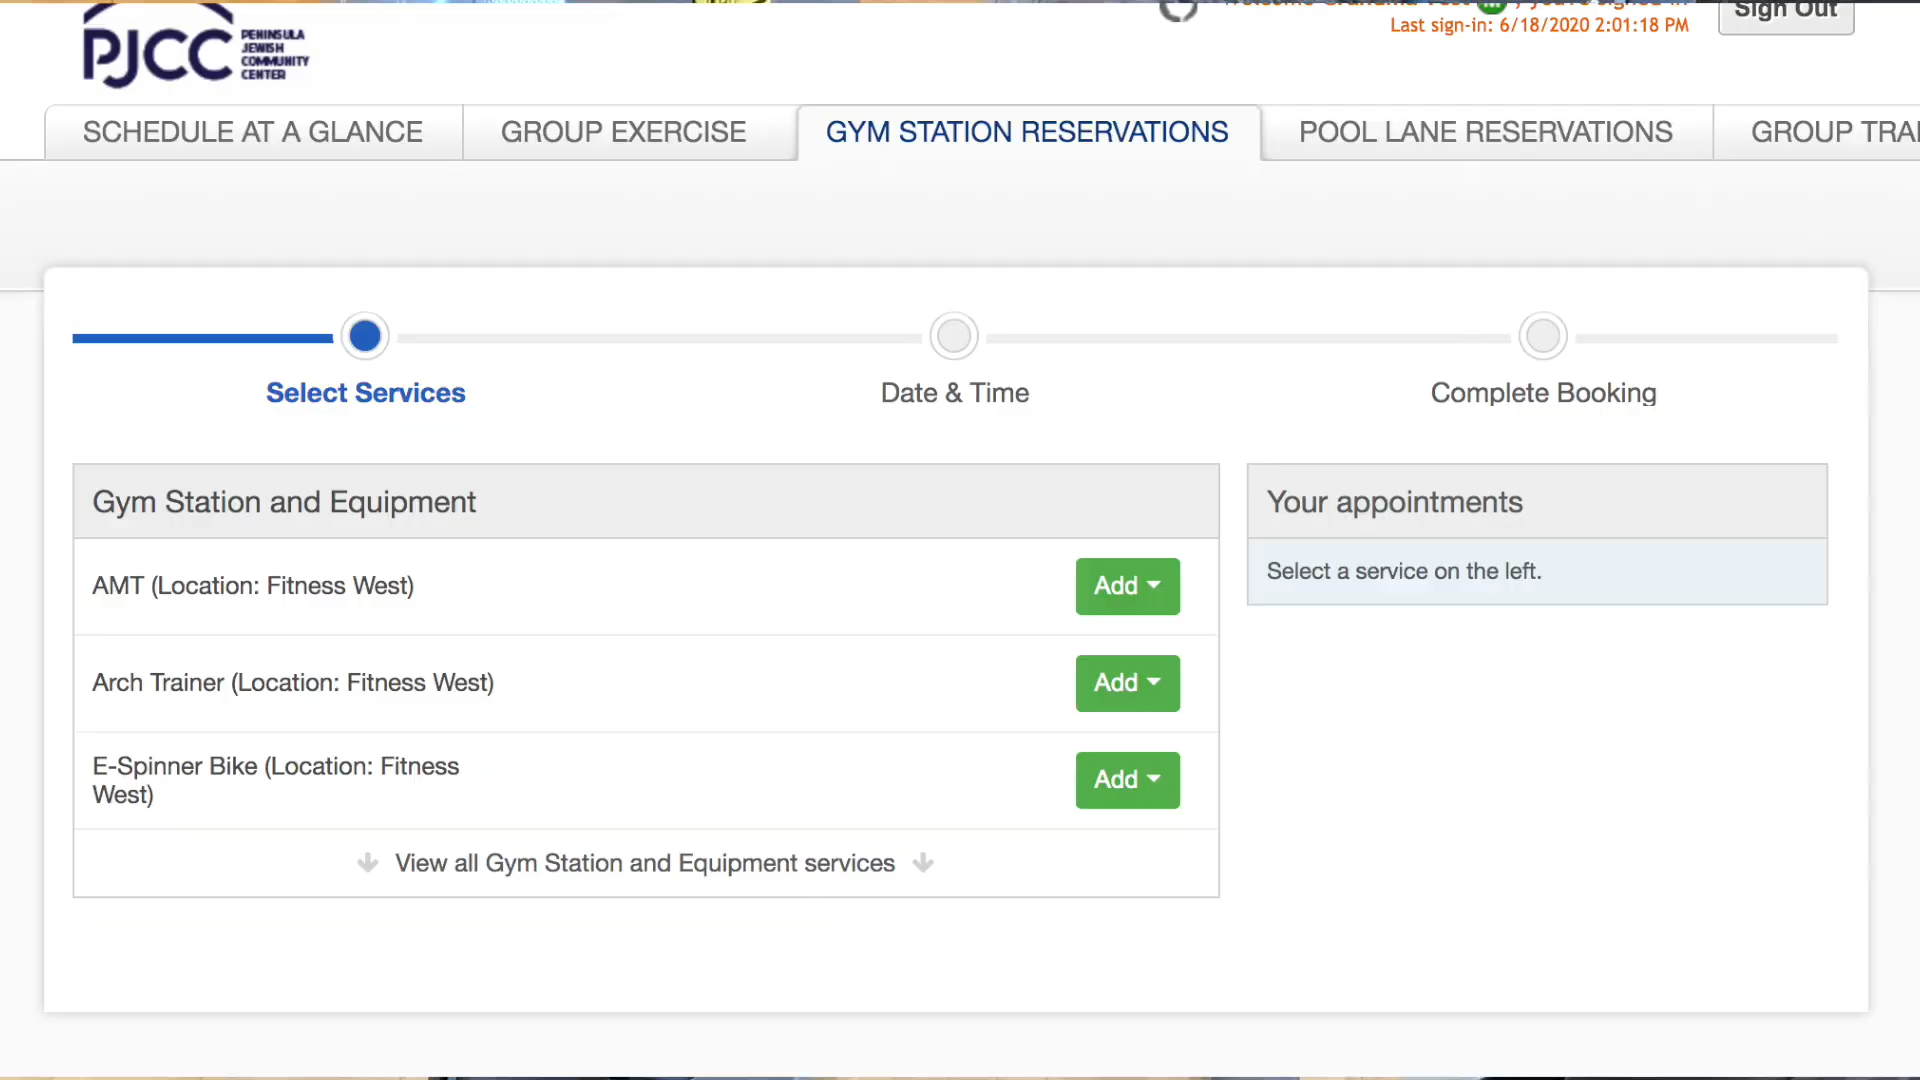 PJCC
PENINSULA
JEWISH
COMMUNITY
CENTER
Sign Out
Last sign-in: 6/18/2020 2:01:18 PM
SCHEDULE AT A GLANCE
GROUP EXERCISE
GYM STATION RESERVATIONS
POOL LANE RESERVATIONS
GROUP TRAI
Select Services
Date & Time
Complete Booking
Gym Station and Equipment
Your appointments
AMT (Location: Fitness West)
Add
Select a service on the left.
Arch Trainer (Location: Fitness West)
Add
E-Spinner Bike (Location: Fitness
West)
Add
View all Gym Station and Equipment services